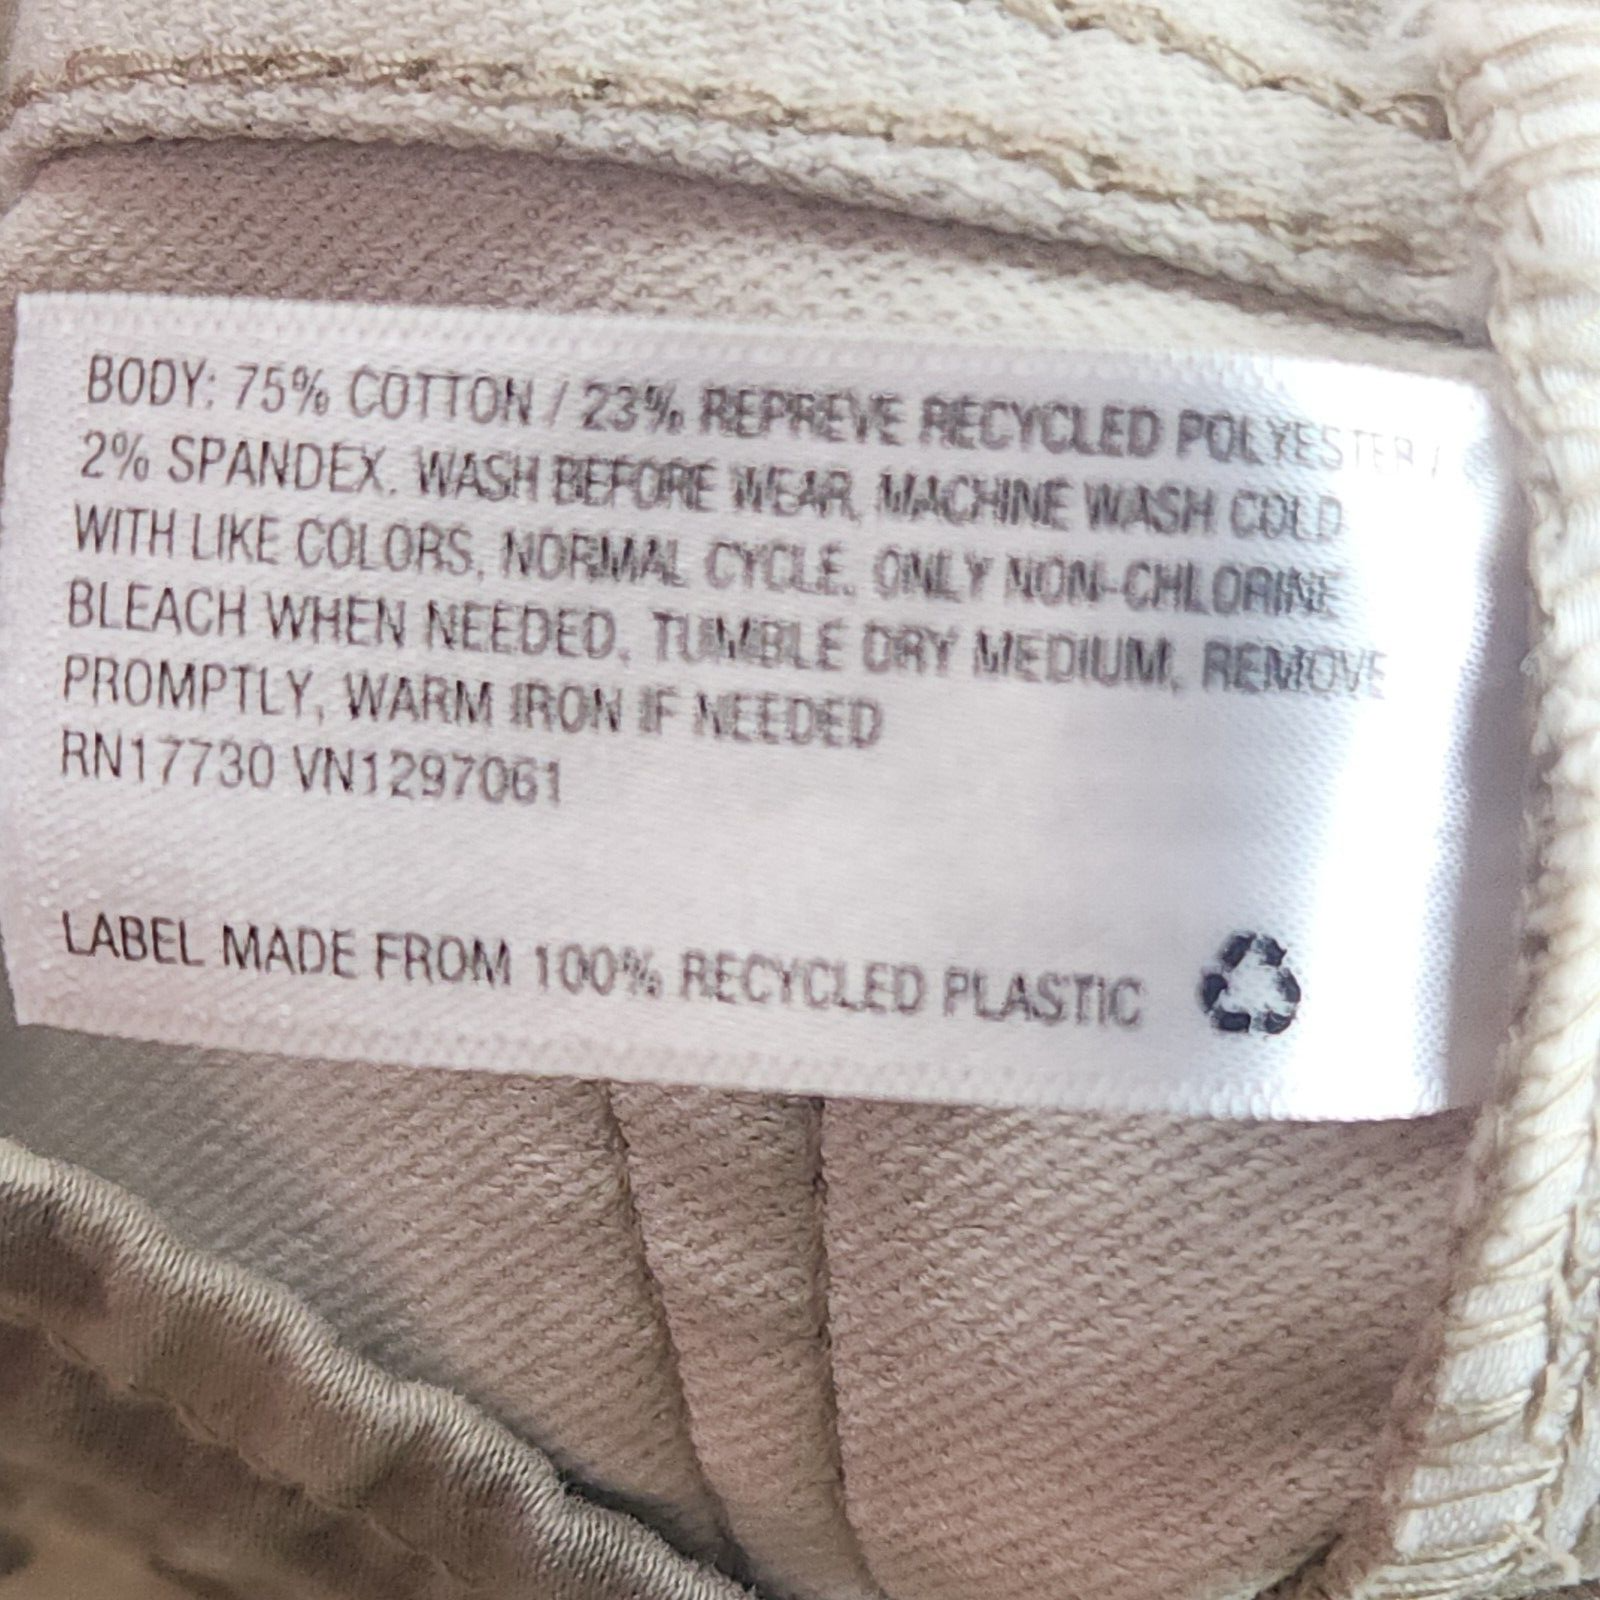 BODY: 75% COTTON / 23% REPREVE RECYCLED POLYESTER /
2% SPANDEX. WASH BEFORE WEAR, MACHINE WASH COLD
WITH LIKE COLORS, NORMAL CYCLE. ONLY NON-CHLORINE
BLEACH WHEN NEEDED. TUMBLE DRY MEDIUM, REMOVE
PROMPTLY, WARM IRON IF NEEDED
RN17730 VN1297061
LABEL MADE FROM 100% RECYCLED PLASTIC